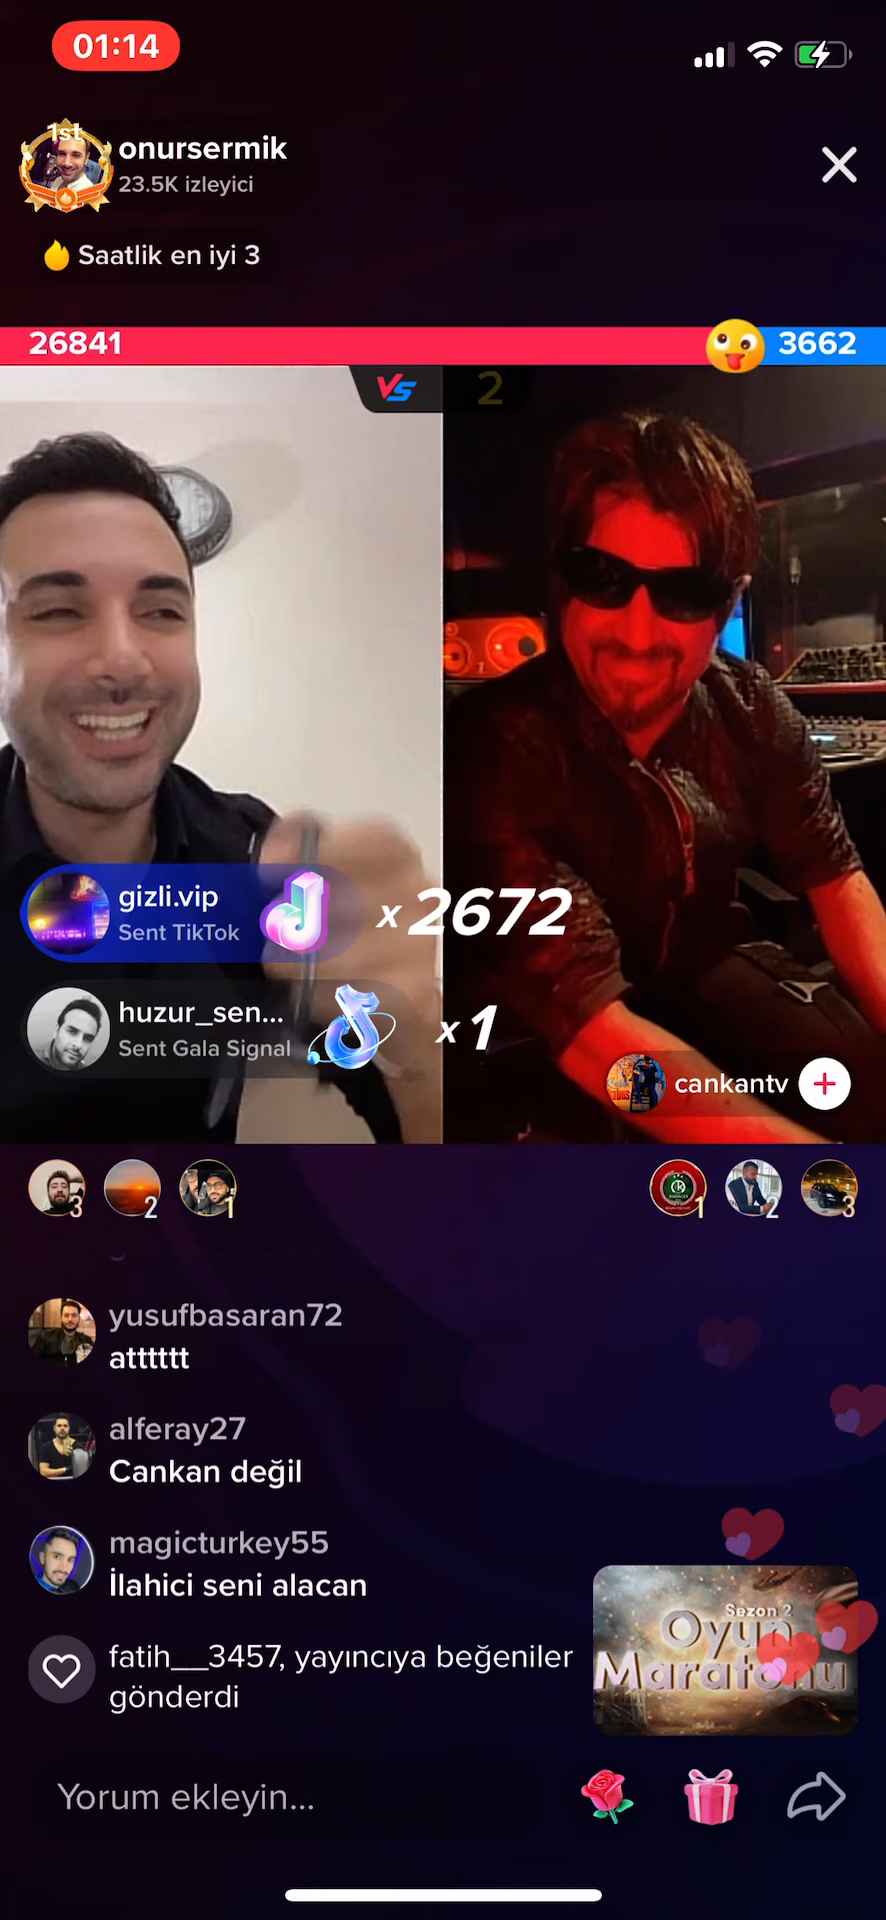 01:14
1st
onursermik
23.5K izleyici
Saatlik en iyi 3
26841
3662
VS
2
gizli.vip
Sent TikTok
x2672
huzur_sen...
Sent Gala Signal
x1
cankantv
3
2
1
1
2
3
yusufbasaran72
atttttt
alferay27
Cankan değil
magicturkey55
İlahici seni alacan
fatih__3457, yayıncıya beğeniler
gönderdi
Sezon 2
Oyun
Maratonu
Yorum ekleyin...